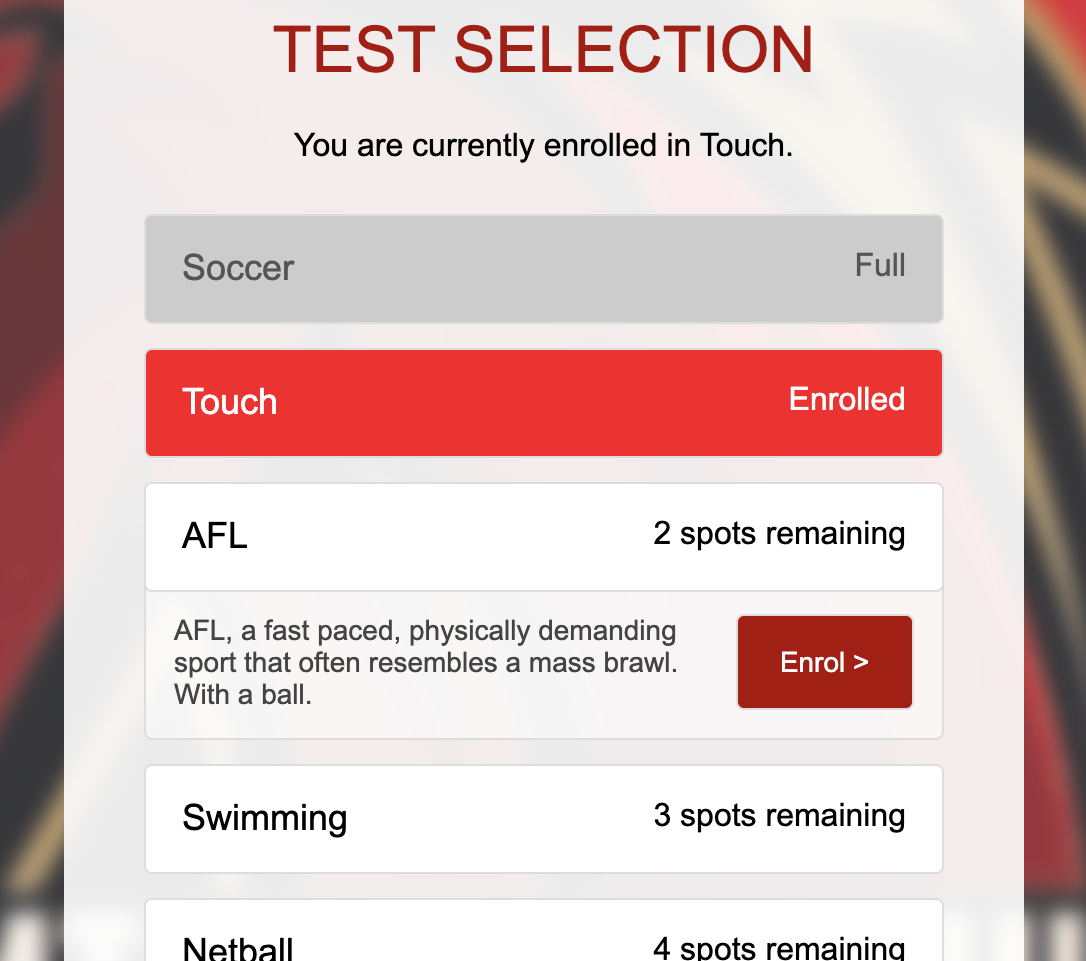 TEST SELECTION
You are currently enrolled in Touch.
Soccer Full
Touch Enrolled
AFL 2 spots remaining
AFL, a fast paced, physically demanding
sport that often resembles a mass brawl.
With a ball.
Enrol >
Swimming 3 spots remaining
Netball 4 spots remaining